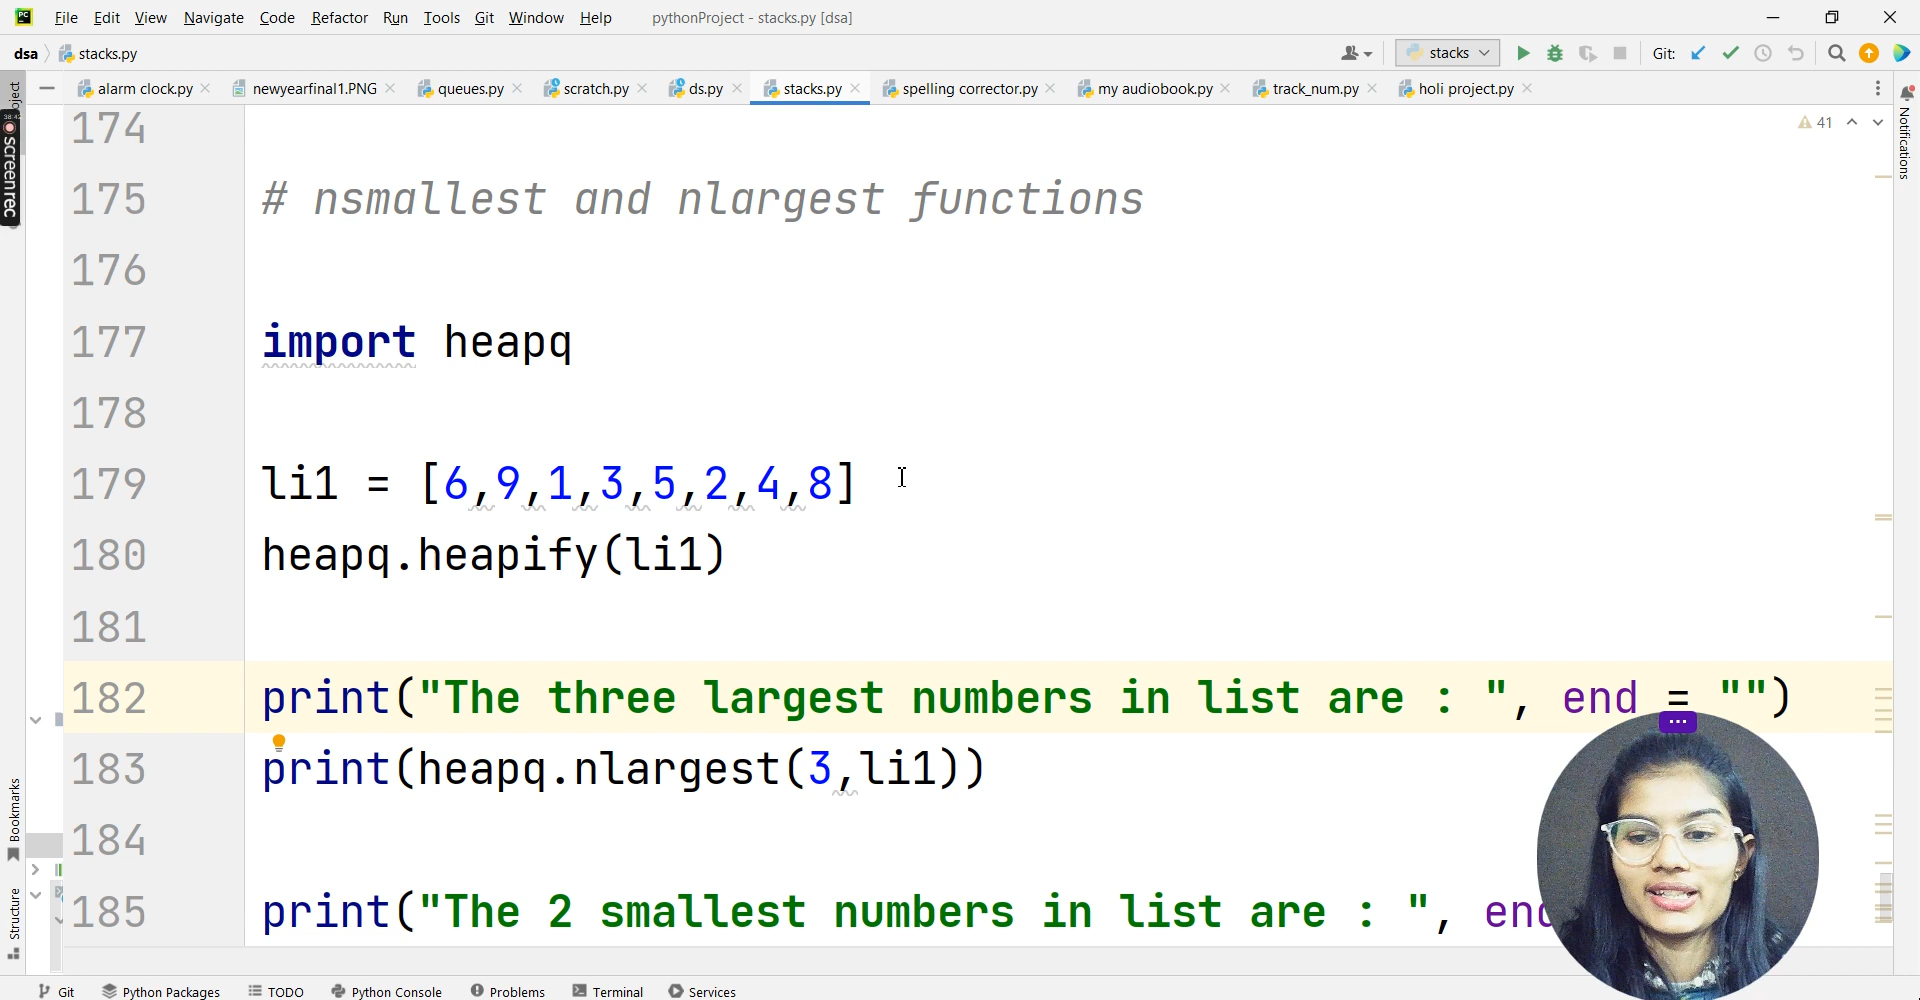 File Edit View Navigate Code Refactor Run Tools Git Window Help pythonProject - stacks.py [dsa]
dsa stacks.py stacks Git:
alarm clock.py newyearfinal1.PNG queues.py scratch.py ds.py stacks.py spelling corrector.py my audiobook.py track_num.py holi project.py
41
Notifications
screenrec
Bookmarks
Structure
174
175 # nsmallest and nlargest functions
176
177 import heapq
178
179 li1 = [6,9,1,3,5,2,4,8]
180 heapq.heapify(li1)
181
182 print("The three largest numbers in list are : ", end = "")
183 print(heapq.nlargest(3,li1))
184
185 print("The 2 smallest numbers in list are : ", end
Git Python Packages TODO Python Console Problems Terminal Services